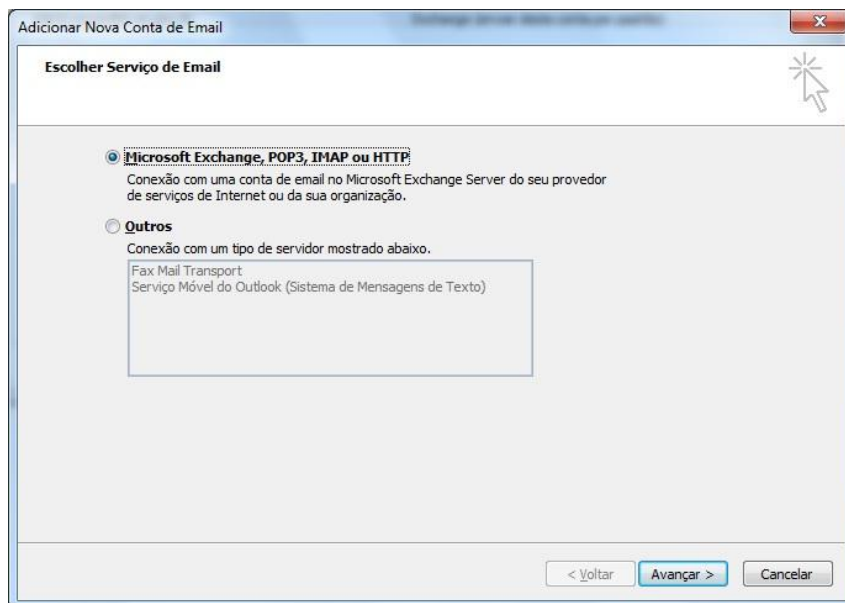 Adicionar Nova Conta de Email
Escolher Serviço de Email
Microsoft Exchange, POP3, IMAP ou HTTP
Conexão com uma conta de email no Microsoft Exchange Server do seu provedor
de serviços de Internet ou da sua organização.
Outros
Conexão com um tipo de servidor mostrado abaixo.
Fax Mail Transport
Serviço Móvel do Outlook (Sistema de Mensagens de Texto)
< Voltar
Avançar >
Cancelar